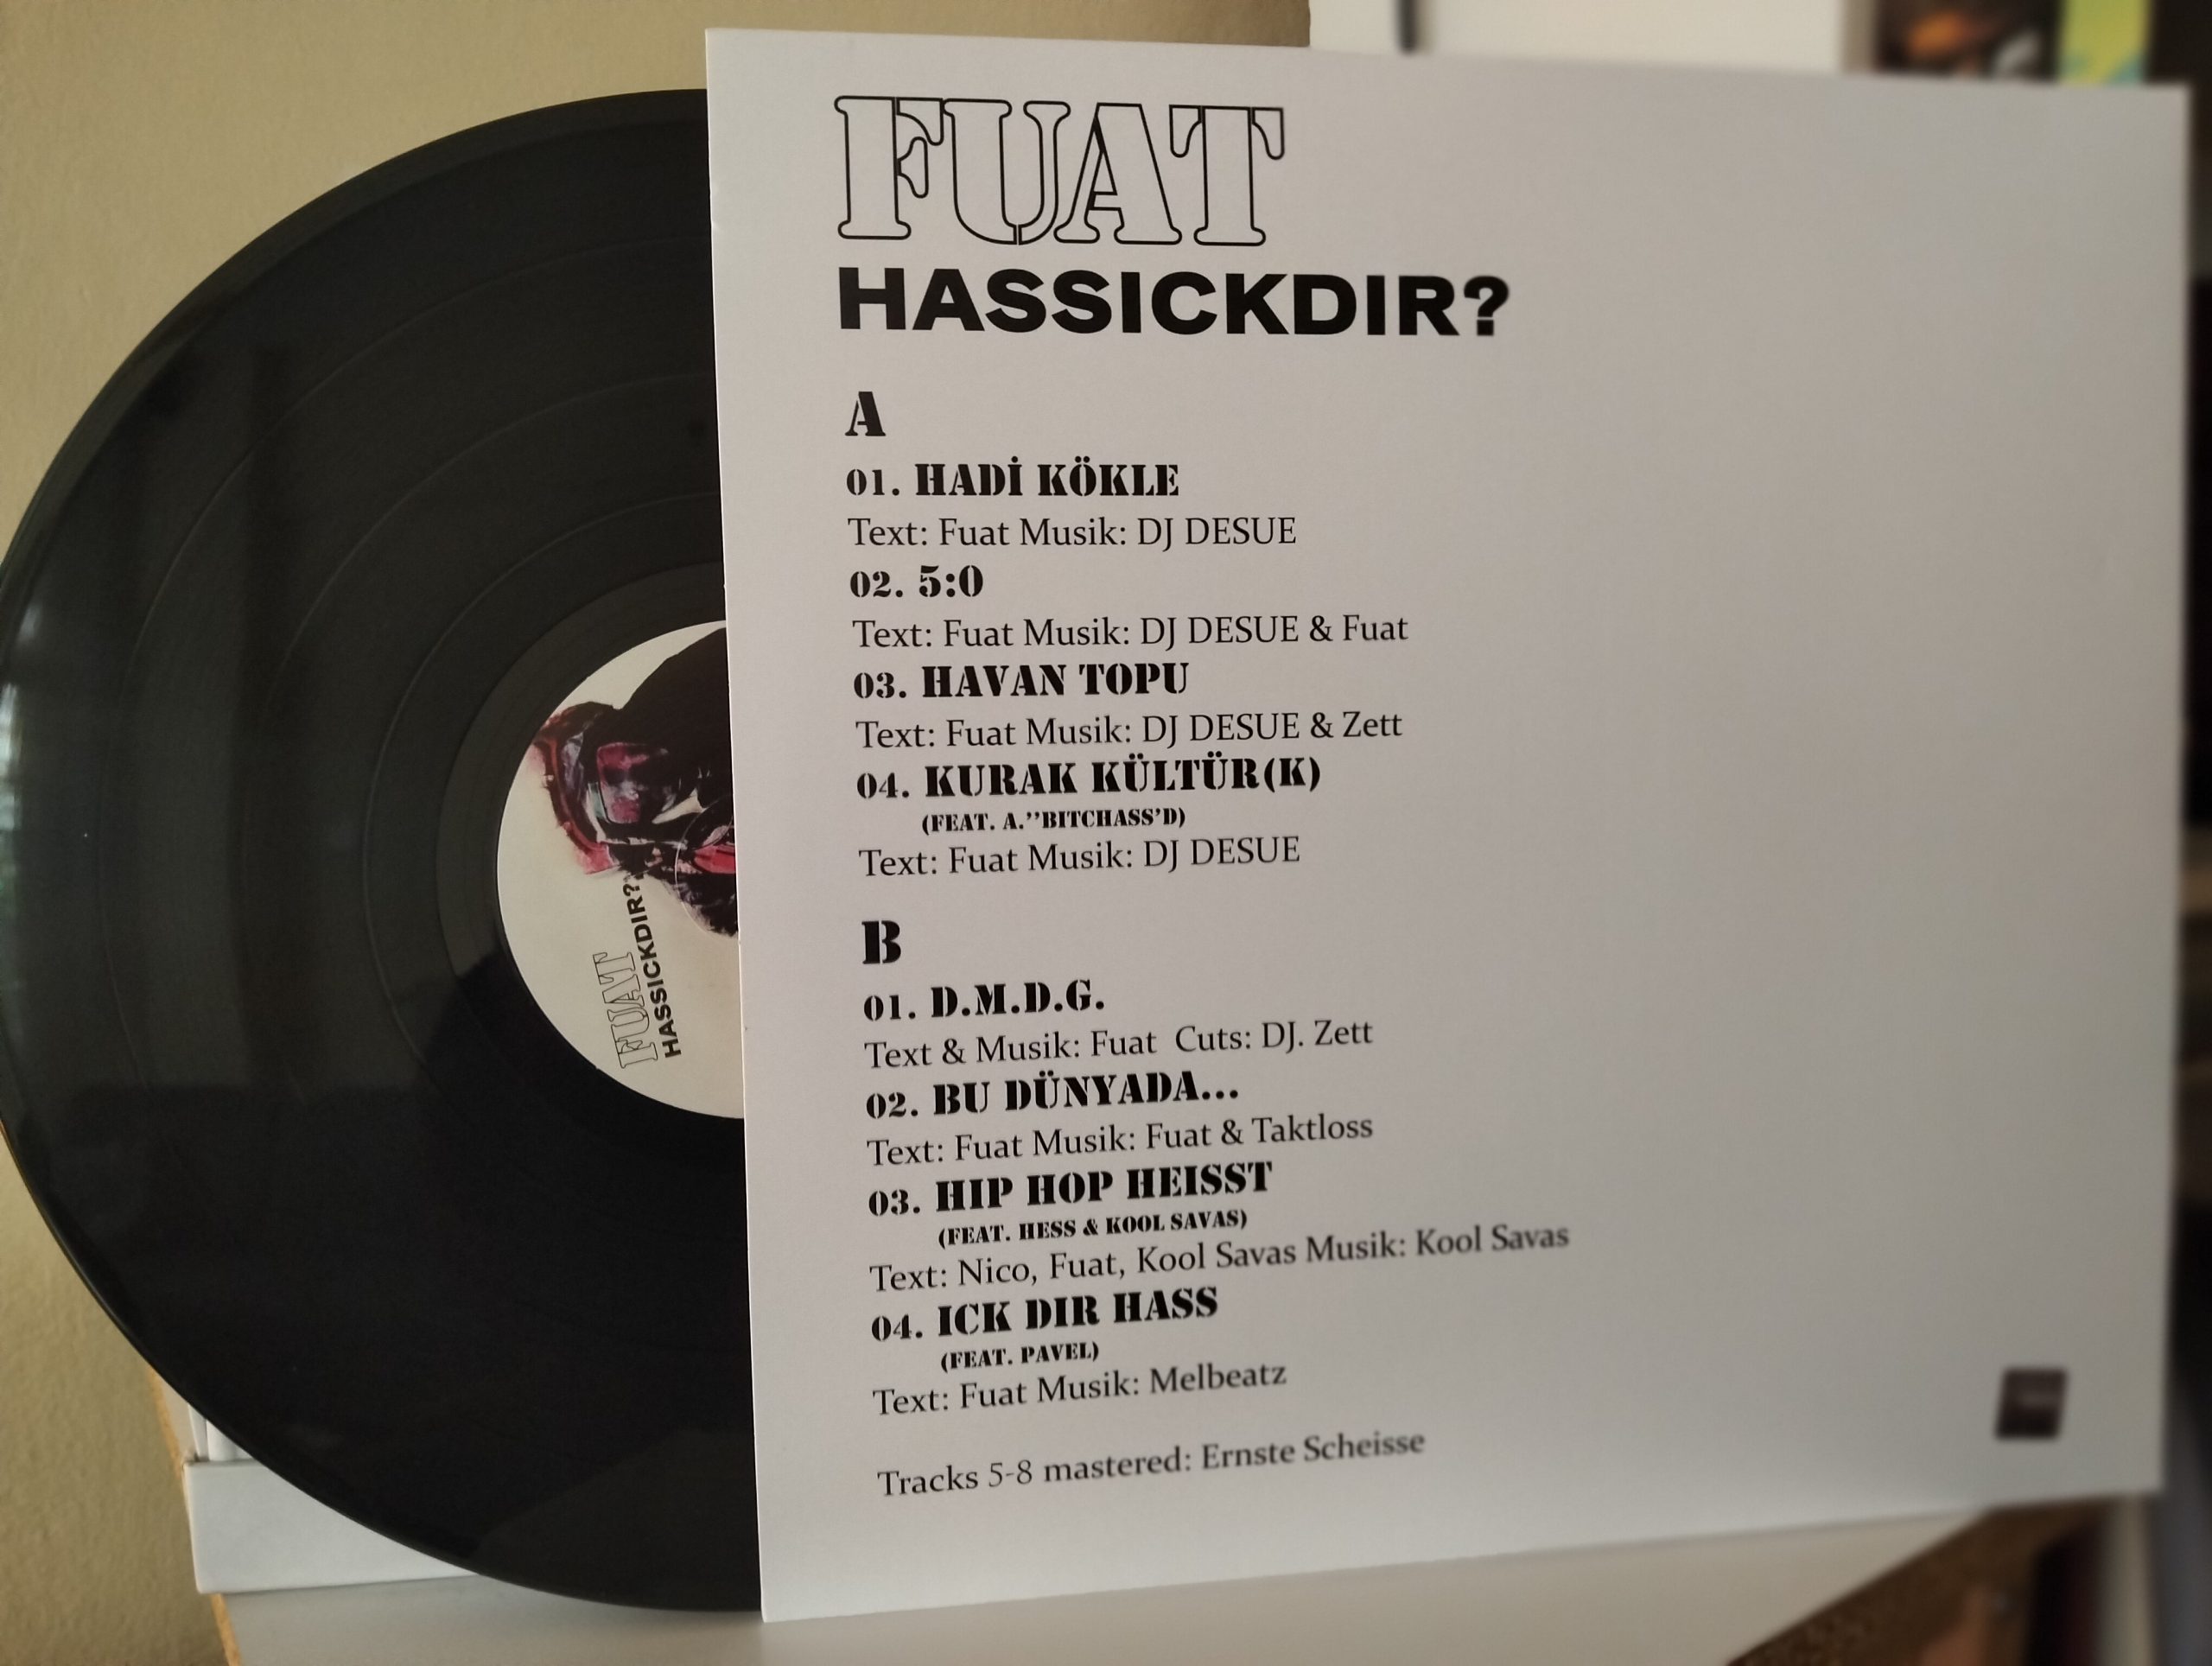 FUAT
HASSICKDIR?
A
01. HADİ KÖKLE
Text: Fuat Musik: DJ DESUE
02. 5:0
Text: Fuat Musik: DJ DESUE & Fuat
03. HAVAN TOPU
Text: Fuat Musik: DJ DESUE & Zett
04. KURAK KÜLTÜR(K)
(FEAT. A.”BITCHASS’D)
Text: Fuat Musik: DJ DESUE
B
01. D.M.D.G.
Text & Musik: Fuat  Cuts: DJ. Zett
02. BU DÜNYADA...
Text: Fuat Musik: Fuat & Taktloss
03. HIP HOP HEISST
(FEAT. HESS & KOOL SAVAS)
Text: Nico, Fuat, Kool Savas Musik: Kool Savas
04. ICK DIR HASS
(FEAT. PAVEL)
Text: Fuat Musik: Melbeatz
Tracks 5-8 mastered: Ernste Scheisse
FUAT
HASSICKDIR?